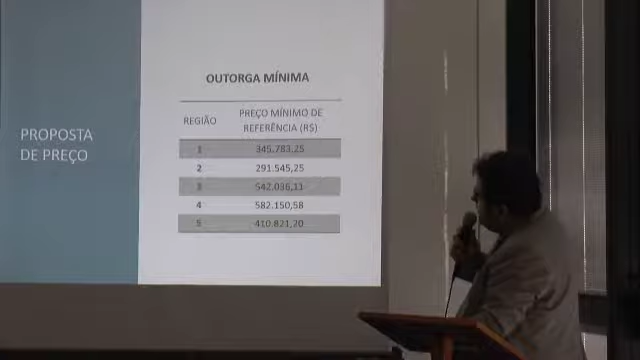 PROPOSTA
DE PREÇO
OUTORGA MÍNIMA
REGIÃO PREÇO MÍNIMO DE REFERÊNCIA (R$)
1 345.783,25
2 291.545,25
3 542.036,11
4 582.150,58
5 410.821,20